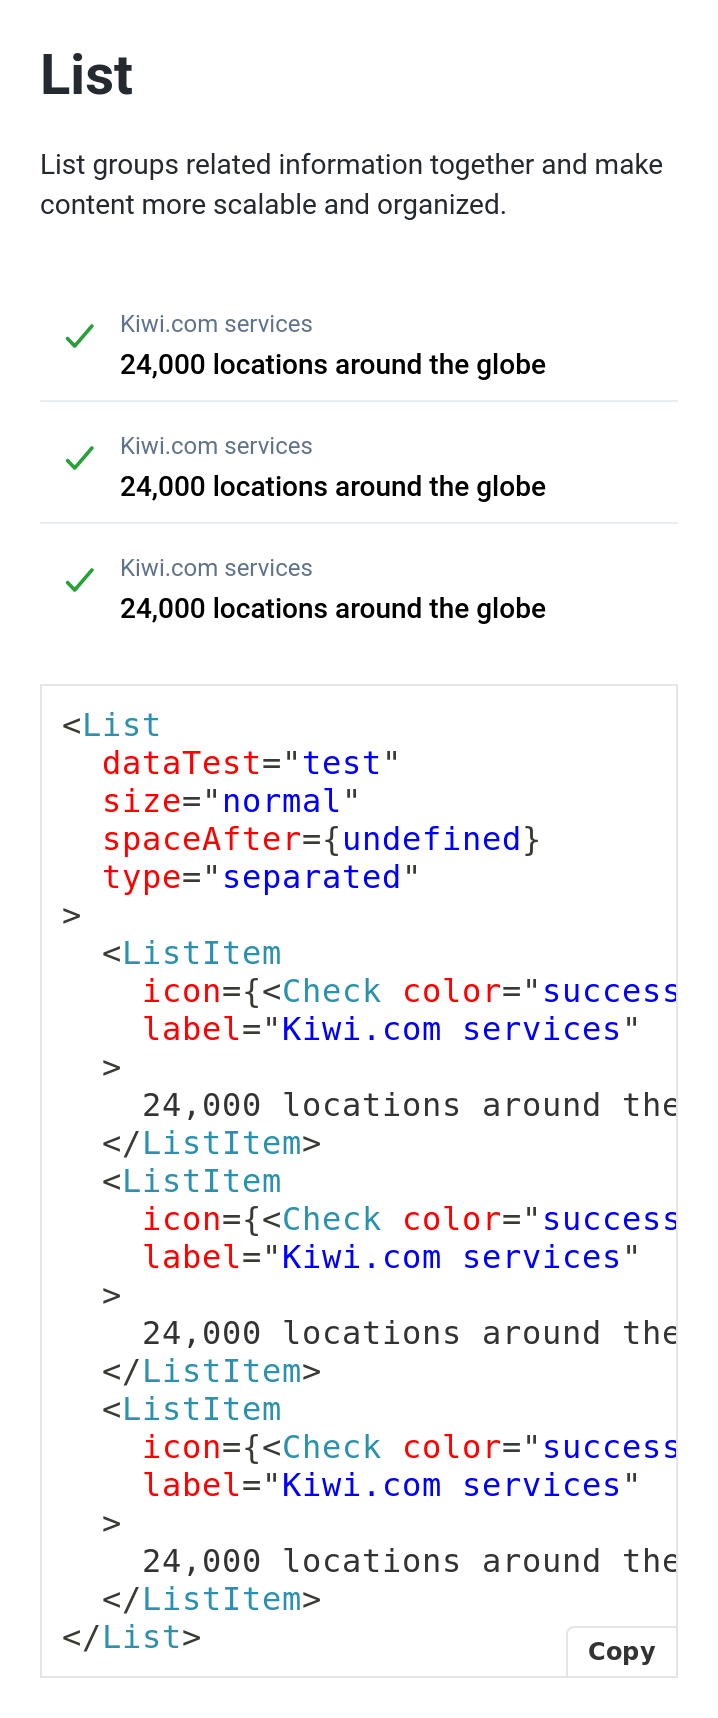 List
List groups related information together and make
content more scalable and organized.
Kiwi.com services
24,000 locations around the globe
Kiwi.com services
24,000 locations around the globe
Kiwi.com services
24,000 locations around the globe
<List
  dataTest="test"
  size="normal"
  spaceAfter={undefined}
  type="separated"
>
  <ListItem
    icon={<Check color="success
    label="Kiwi.com services"
  >
    24,000 locations around the
  </ListItem>
  <ListItem
    icon={<Check color="success
    label="Kiwi.com services"
  >
    24,000 locations around the
  </ListItem>
  <ListItem
    icon={<Check color="success
    label="Kiwi.com services"
  >
    24,000 locations around the
  </ListItem>
</List>
Copy